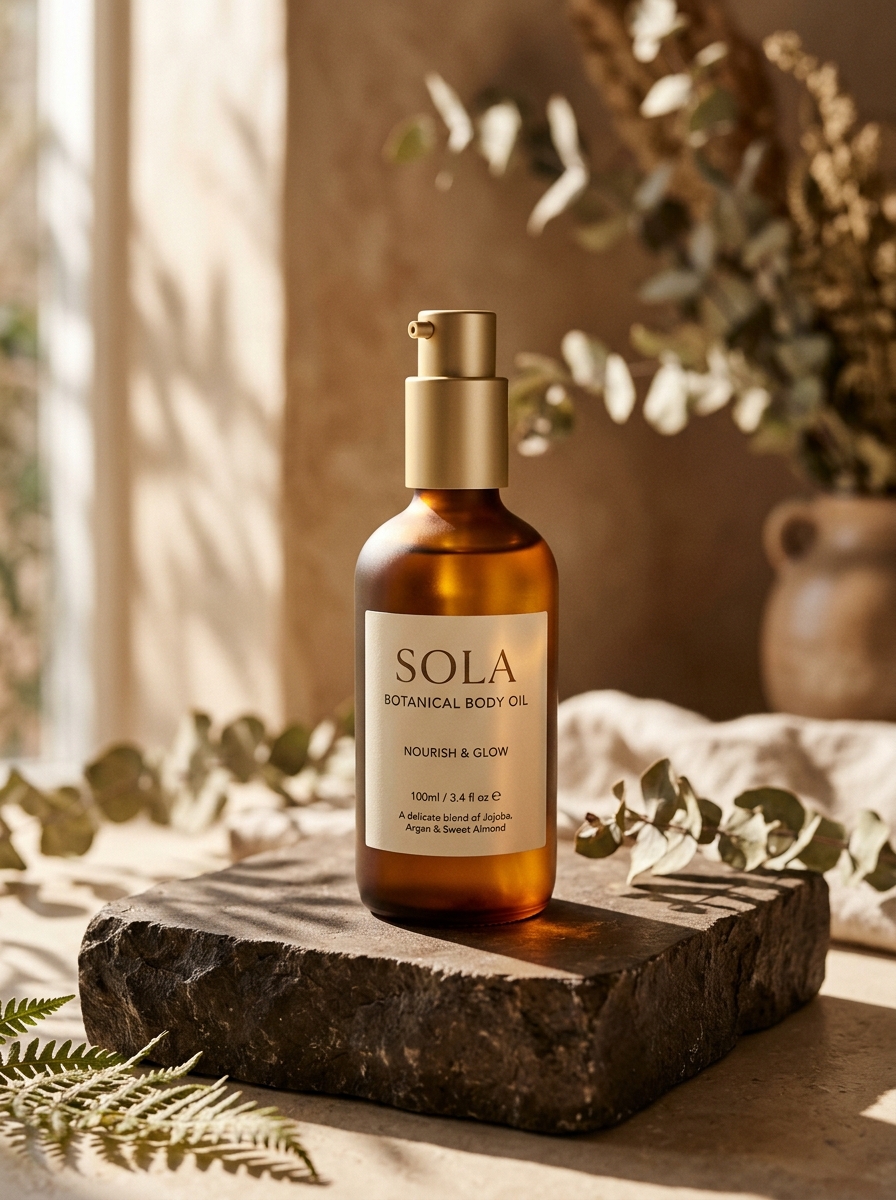 SOLA
BOTANICAL BODY OIL
NOURISH & GLOW
100ml / 3.4 fl oz ℮
A delicate blend of Jojoba,
Argan & Sweet Almond